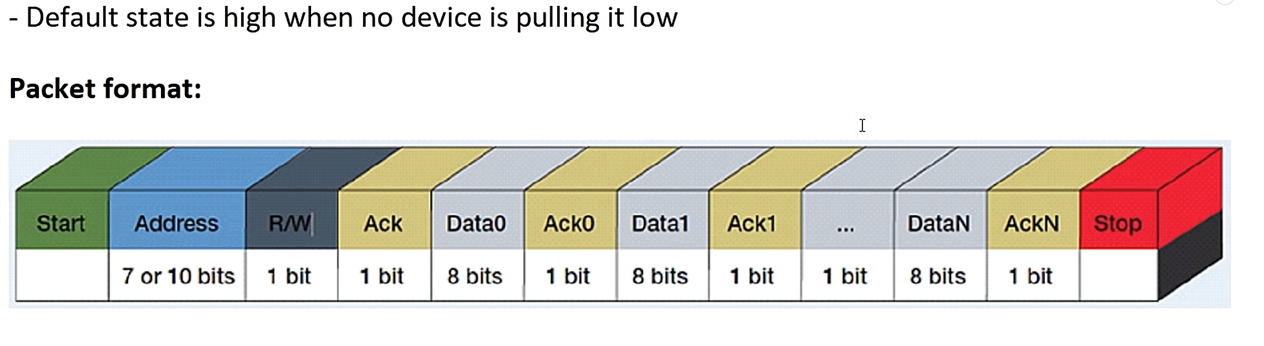 - Default state is high when no device is pulling it low
Packet format:
Start Address R/W Ack Data0 Ack0 Data1 Ack1 ... DataN AckN Stop
7 or 10 bits 1 bit 1 bit 8 bits 1 bit 8 bits 1 bit 1 bit 8 bits 1 bit